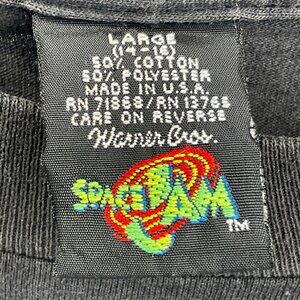 LARGE
(14-16)
50% COTTON
50% POLYESTER
MADE IN U.S.A.
RN 71868/RN 13765
CARE ON REVERSE
Warner Bros.
SPACE JAM
TM